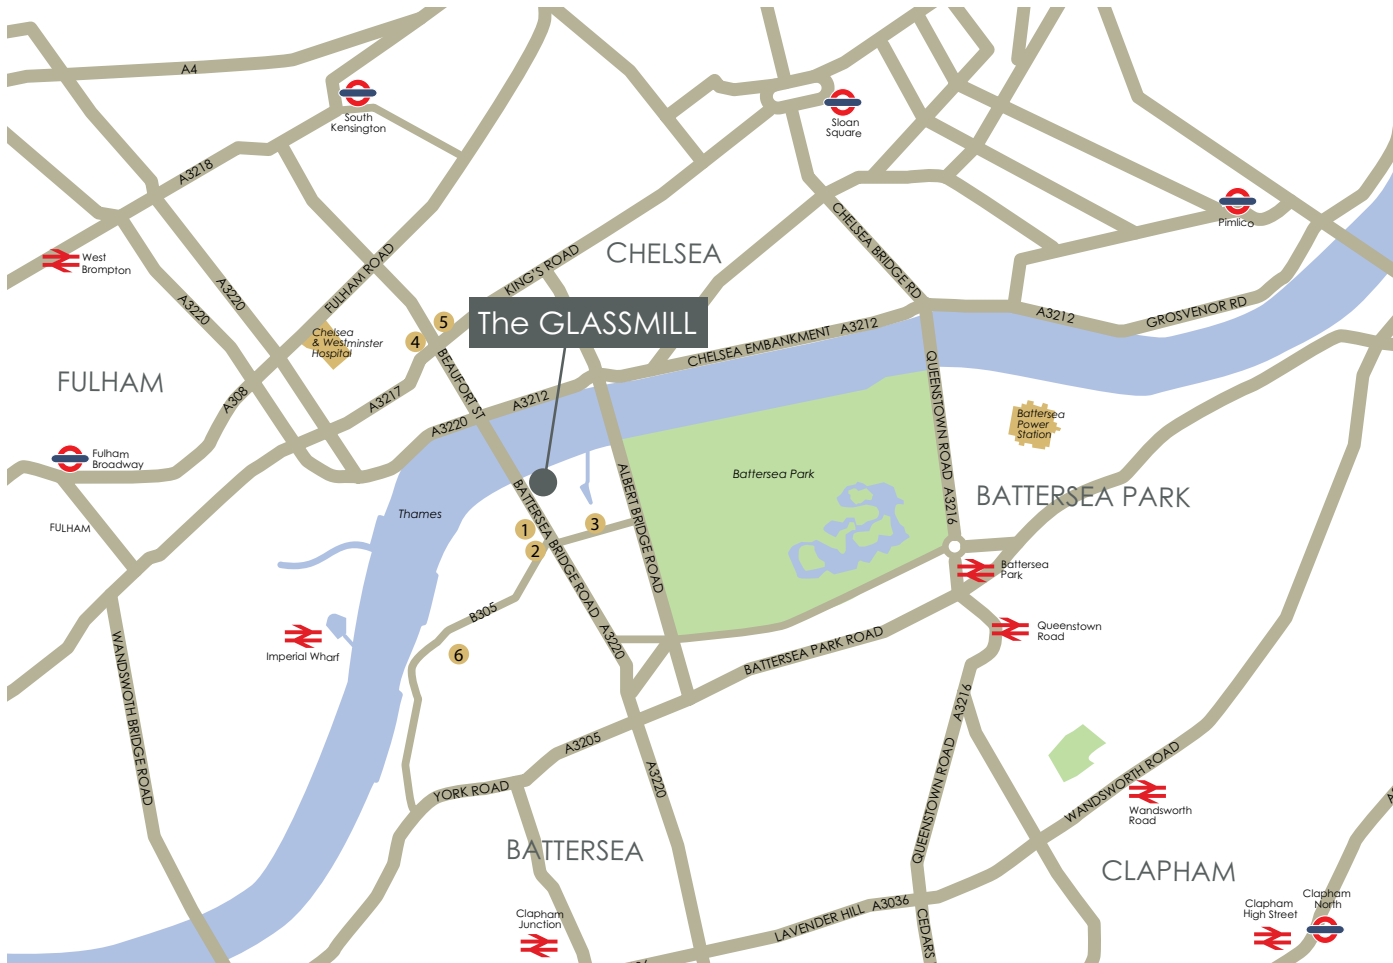 A4
South
Kensington
Sloan
Square
A3218
Pimlico
West
Brompton
CHELSEA BRIDGE RD
CHELSEA
KING'S ROAD
FULHAM ROAD
A3220
A3220
The GLASSMILL
5
4
Chelsea
& Westminster
Hospital
GROSVENOR RD
A3212
CHELSEA EMBANKMENT A3212
BEAUFORT ST
FULHAM
A308
A3217
A3212
A3220
QUEENSTOWN ROAD A3216
Battersea
Power
Station
Fulham
Broadway
Battersea Park
BATTERSEA PARK
Thames
FULHAM
ALBERT BRIDGE ROAD
BATTERSEA BRIDGE ROAD A3220
1
2
3
Battersea
Park
B305
Queenstown
Road
Imperial Wharf
6
BATTERSEA PARK ROAD
WANDSWOTH BRIDGE ROAD
A3216
A3205
A3220
YORK ROAD
QUEENSTOWN ROAD
WANDSWORTH ROAD
Wandsworth
Road
BATTERSEA
CLAPHAM
LAVENDER HILL A3036
CEDARS
Clapham
Junction
Clapham
High Street
Clapham
North